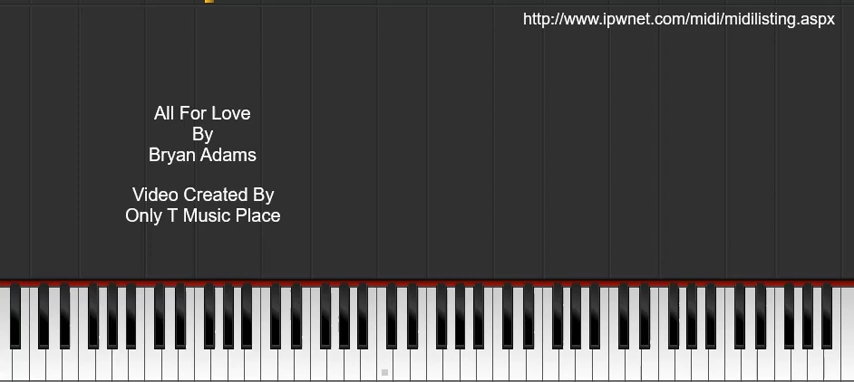 http://www.ipwnet.com/midi/midilisting.aspx
All For Love
By
Bryan Adams
Video Created By
Only T Music Place